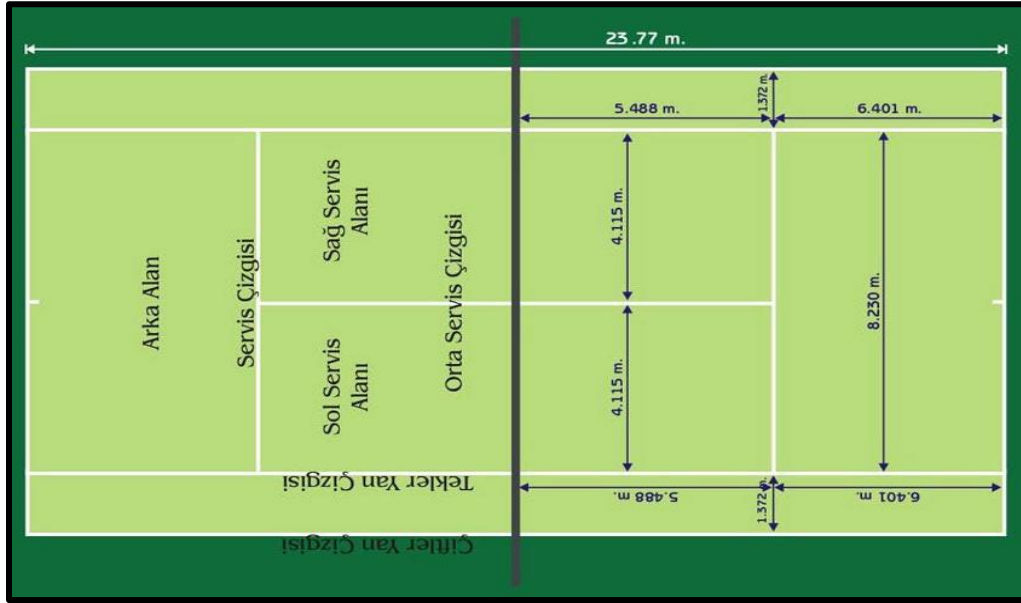 23 .77 m.
5.488 m.
1.372 m.
6.401 m.
Sağ Servis
Alanı
Orta Servis Çizgisi
4.115 m.
Arka Alan
Servis Çizgisi
8.230 m.
Sol Servis
Alanı
4.115 m.
Tekler Yan Çizgisi
5.488 m.
1.372 m.
6.401 m.
Çiftler Yan Çizgisi